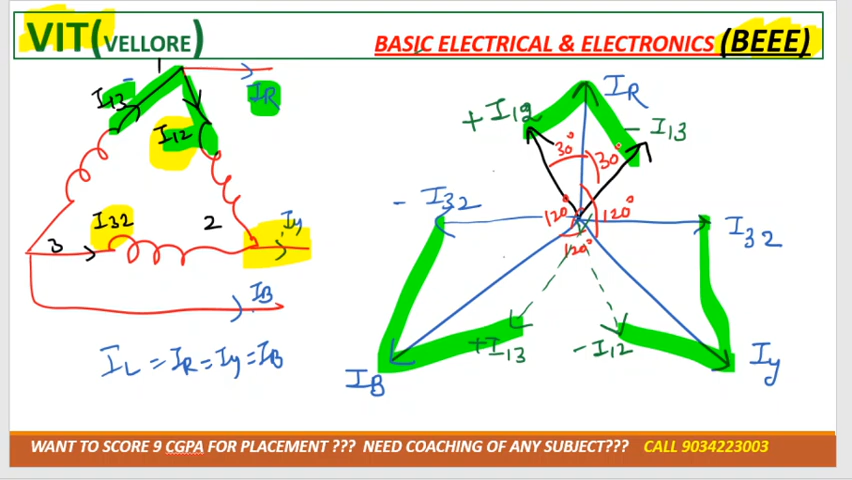 VIT(VELLORE)
BASIC ELECTRICAL & ELECTRONICS (BEEE)
I13
IR
I12
I32
2
Iy
3
IB
IL = IR = Iy = IB
IR
+I12
-I13
30°
30°
-I32
120°
120°
120°
I32
+I13
-I12
IB
Iy
WANT TO SCORE 9 CGPA FOR PLACEMENT ??? NEED COACHING OF ANY SUBJECT??? CALL 9034223003